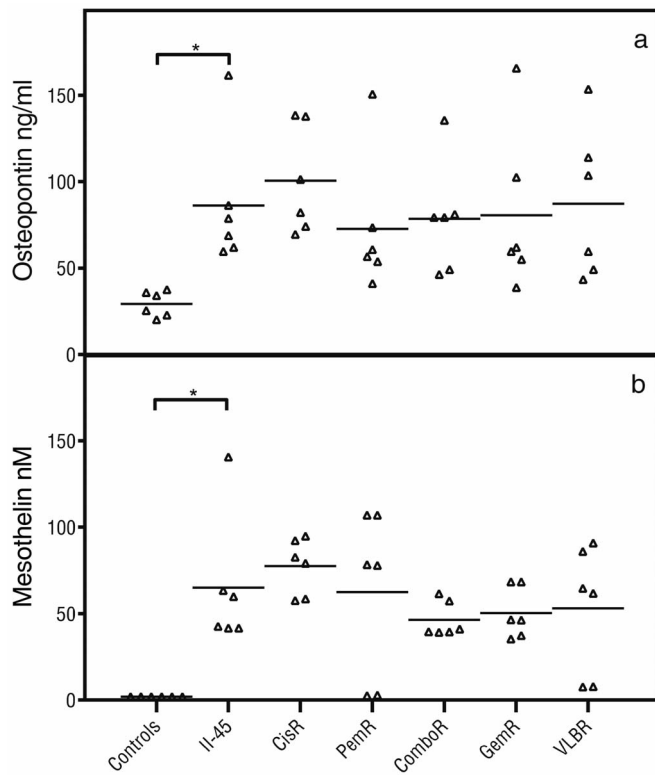 a
*
Osteopontin ng/ml
150
100
50
0
b
*
Mesothelin nM
150
100
50
0
Controls
II-45
CisR
PemR
ComboR
GemR
VLBR